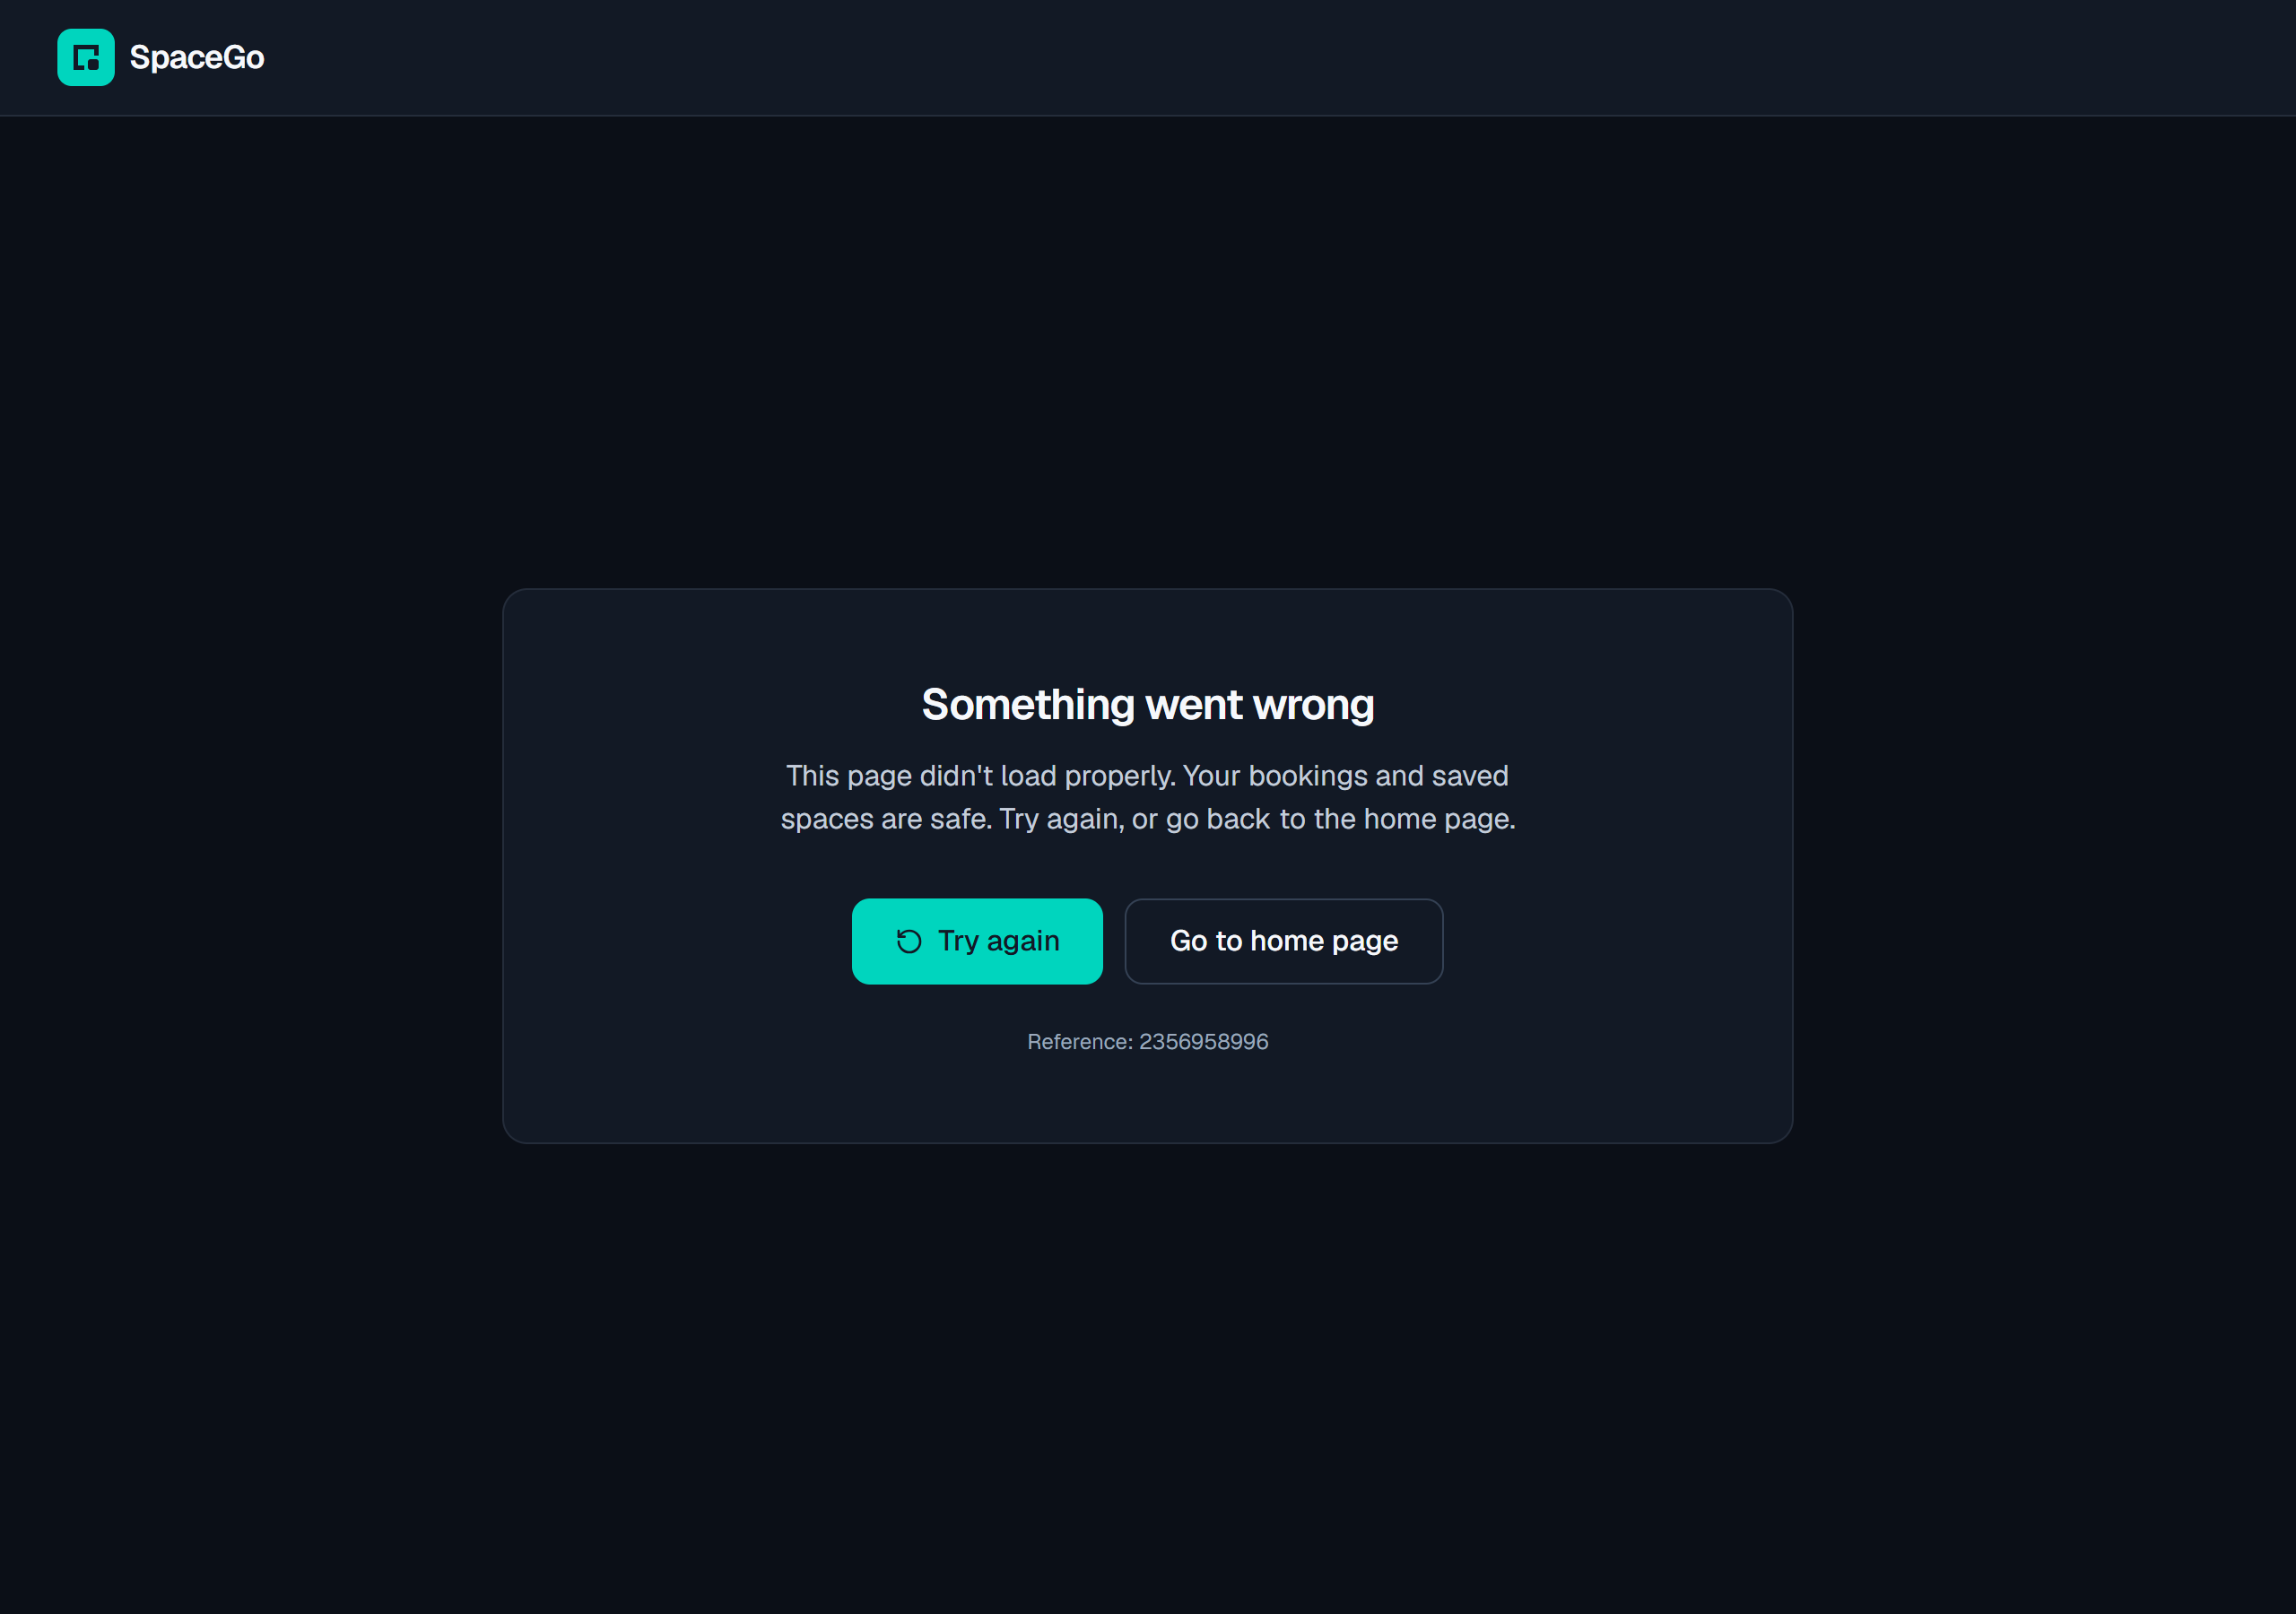 SpaceGo
Something went wrong
This page didn't load properly. Your bookings and saved
spaces are safe. Try again, or go back to the home page.
Try again
Go to home page
Reference: 2356958996